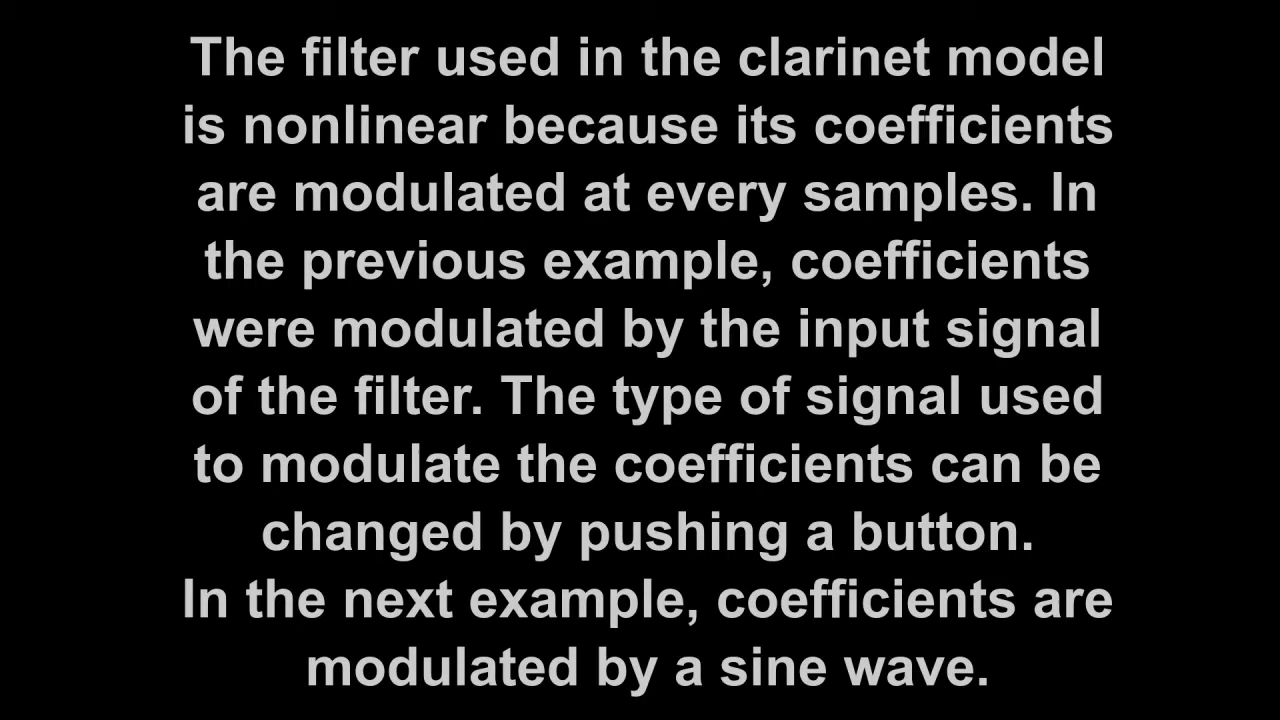 The filter used in the clarinet model
is nonlinear because its coefficients
are modulated at every samples. In
the previous example, coefficients
were modulated by the input signal
of the filter. The type of signal used
to modulate the coefficients can be
changed by pushing a button.
In the next example, coefficients are
modulated by a sine wave.